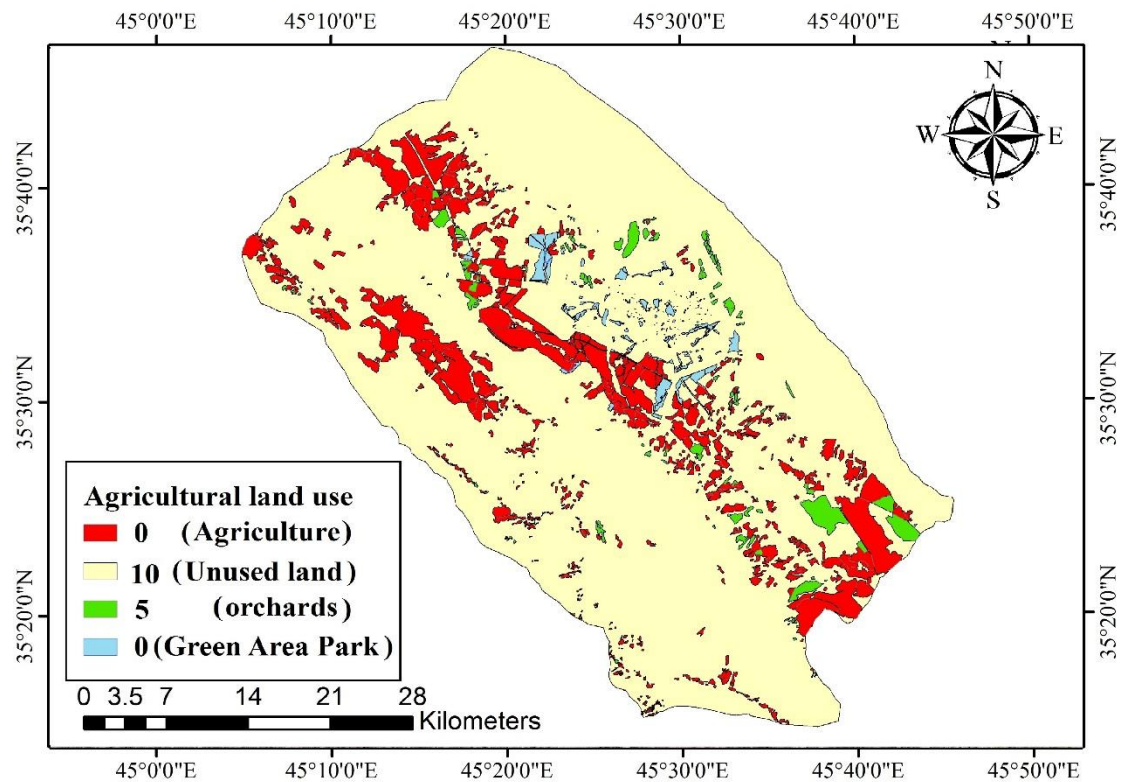 45°0'0"E 45°10'0"E 45°20'0"E 45°30'0"E 45°40'0"E 45°50'0"E
N
W E
S
35°40'0"N 35°40'0"N
35°30'0"N 35°30'0"N
35°20'0"N 35°20'0"N
Agricultural land use
0 (Agriculture)
10 (Unused land)
5 (orchards)
0 (Green Area Park)
0 3.5 7 14 21 28
Kilometers
45°0'0"E 45°10'0"E 45°20'0"E 45°30'0"E 45°40'0"E 45°50'0"E